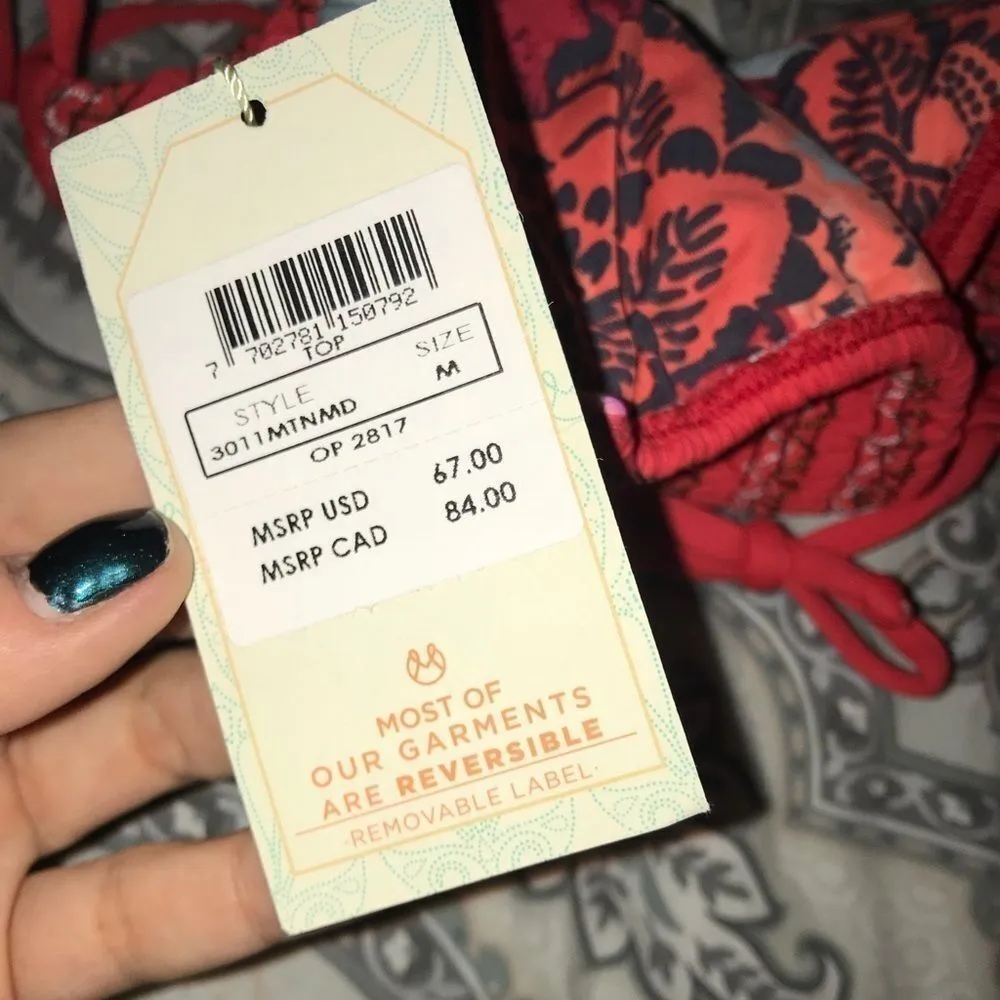 7 702781 150792
TOP
STYLE SIZE
3011MTNMD M
OP 2817
MSRP USD 67.00
MSRP CAD 84.00
MOST OF
OUR GARMENTS
ARE REVERSIBLE
REMOVABLE LABEL